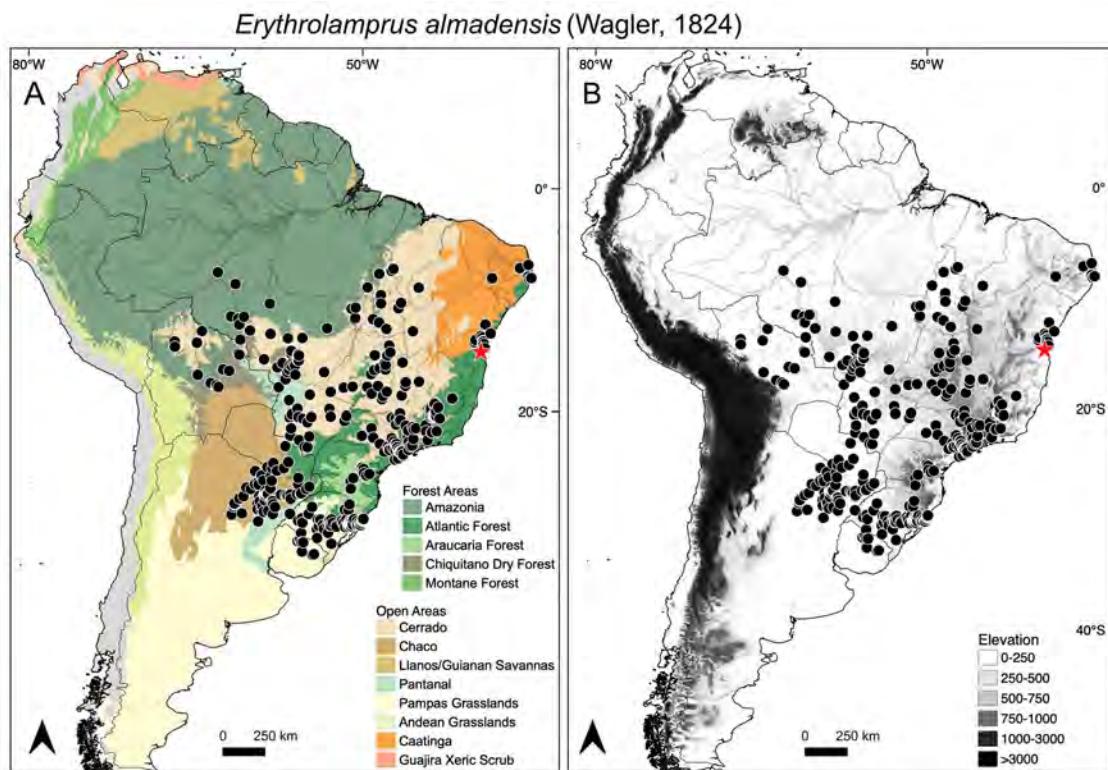 Erythrolamprus almadensis (Wagler, 1824)
80°W
50°W
80°W
50°W
A
B
0°
0°
20°S
20°S
40°S
Forest Areas
Amazonia
Atlantic Forest
Araucaria Forest
Chiquitano Dry Forest
Montane Forest
Open Areas
Cerrado
Chaco
Llanos/Guianan Savannas
Pantanal
Pampas Grasslands
Andean Grasslands
Caatinga
Guajira Xeric Scrub
0 250 km
Elevation
0-250
250-500
500-750
750-1000
1000-3000
>3000
0 250 km